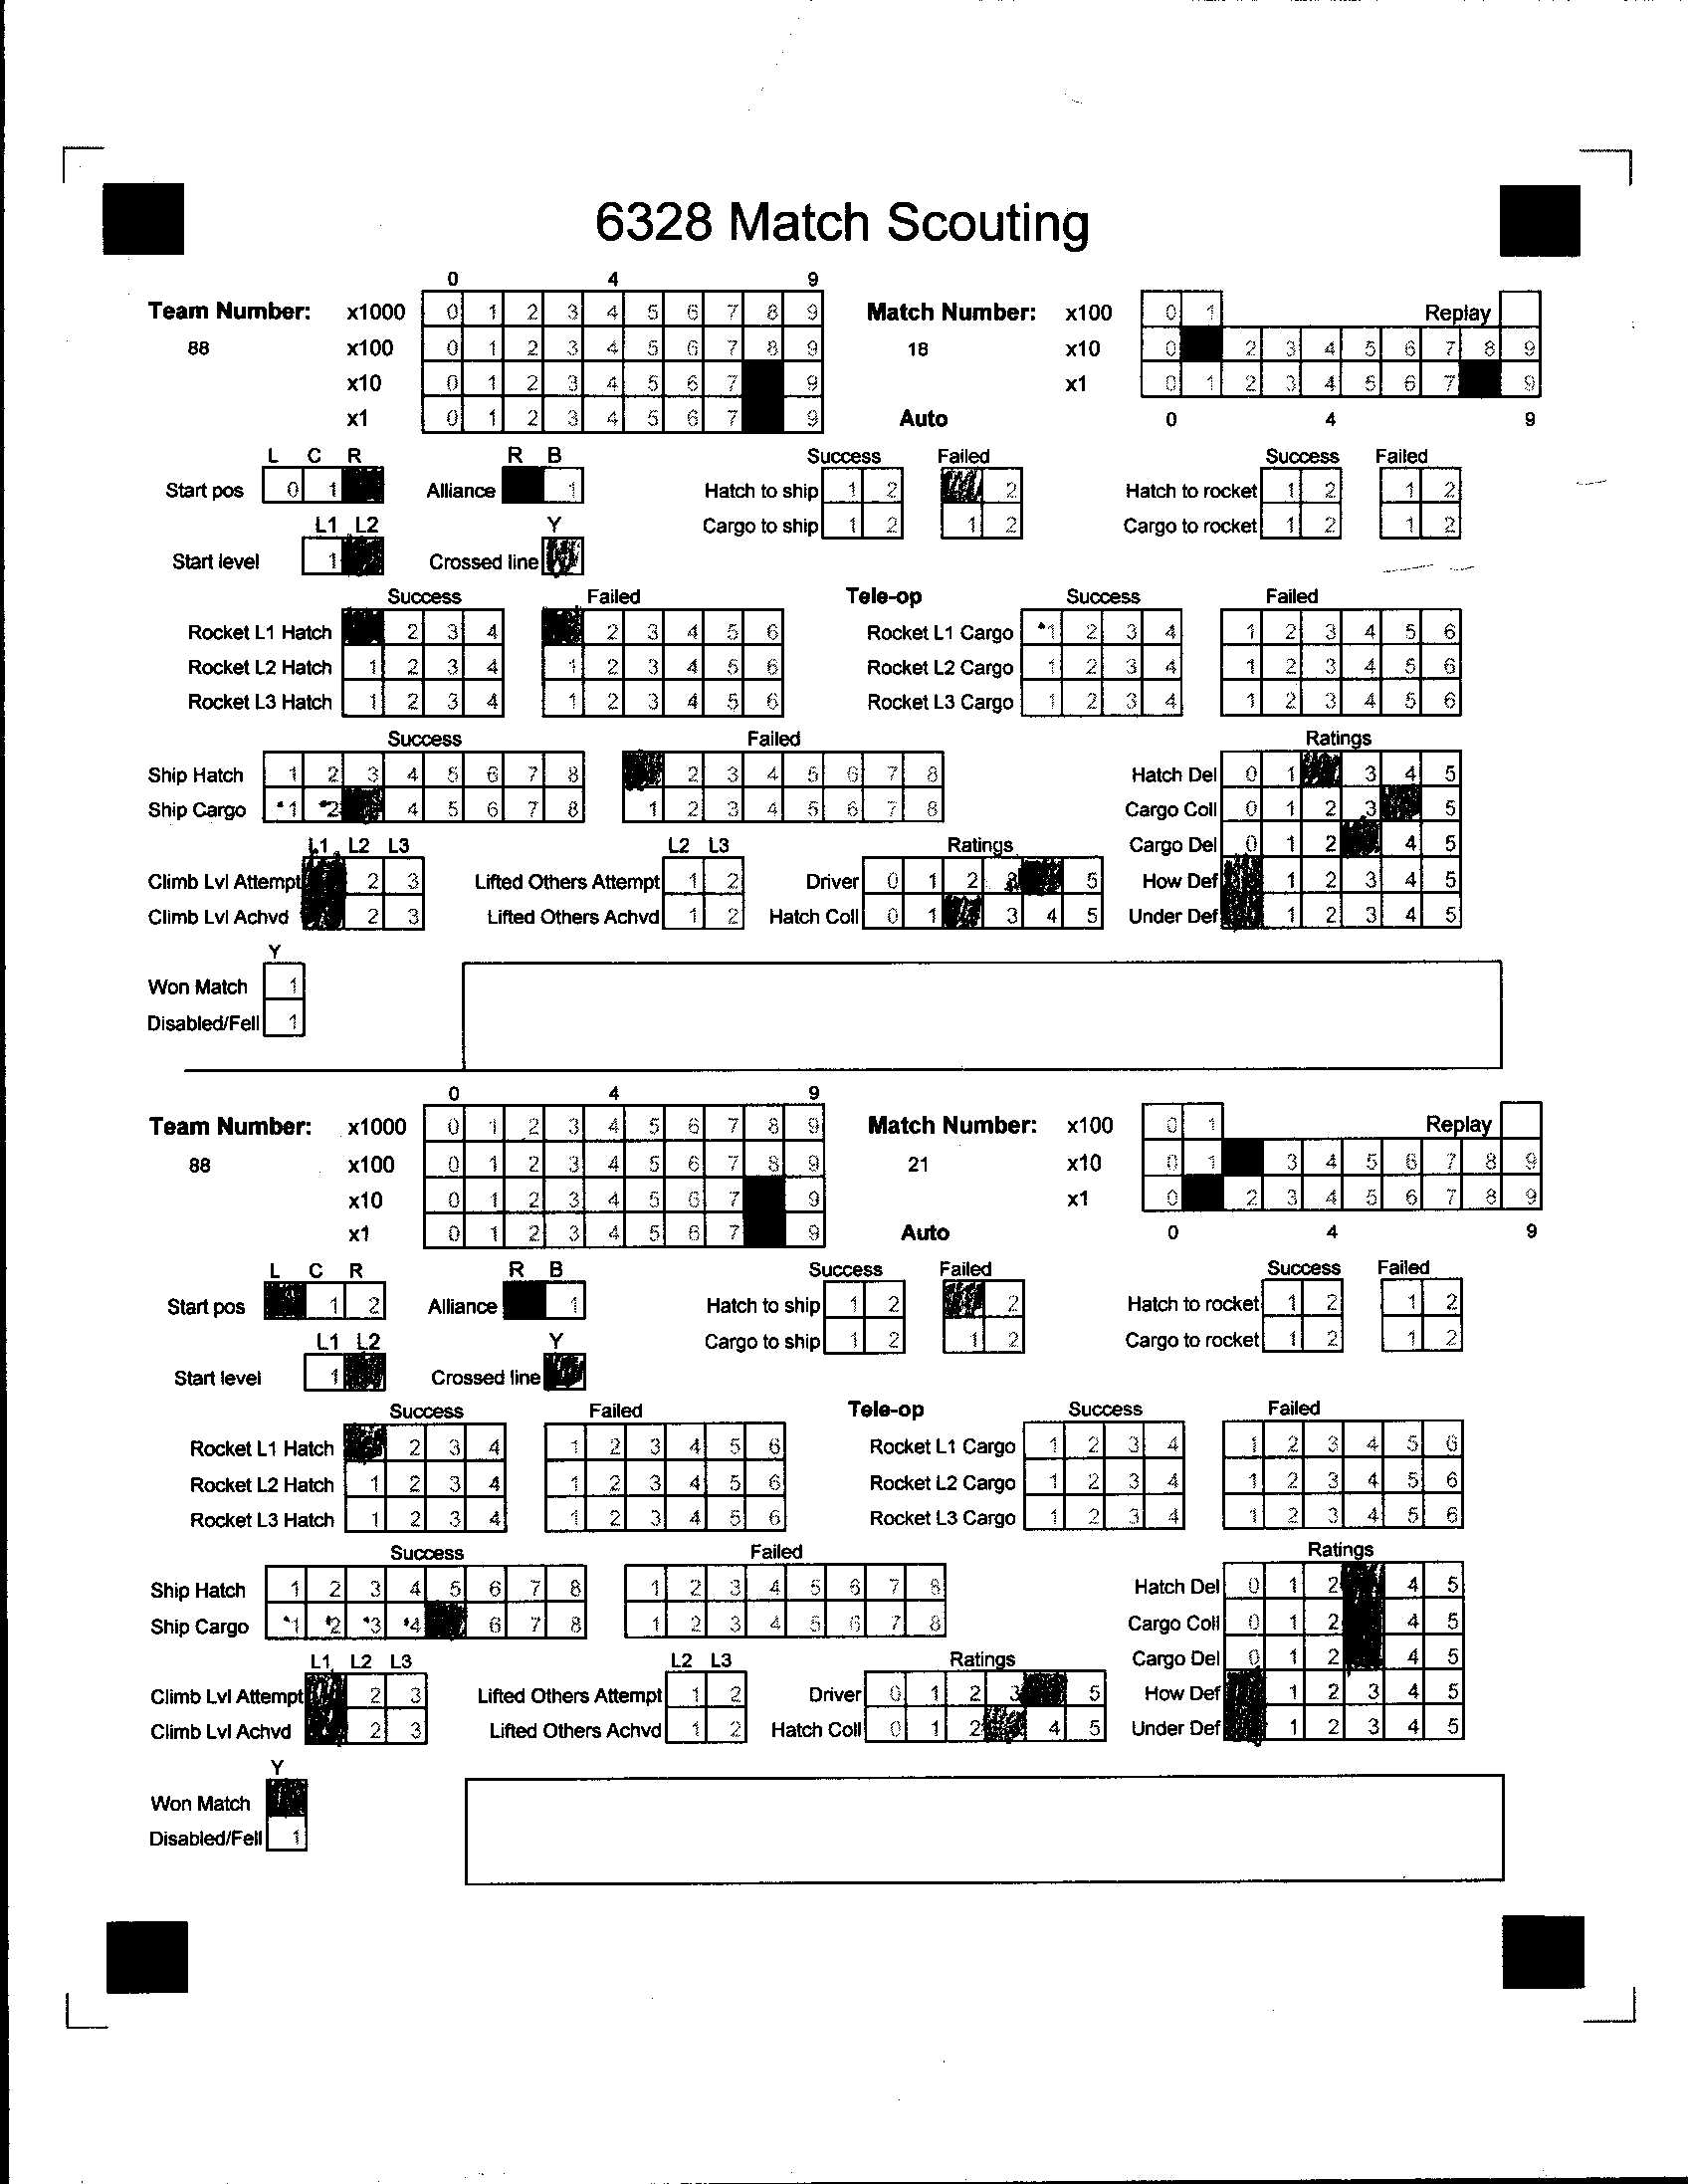 6328 Match Scouting
0 4 9
Team Number: x1000 0 1 2 3 4 5 6 7 8 9 Match Number: x100 0 1 Replay
88 x100 0 1 2 3 4 5 6 7 8 9 18 x10 0 2 3 4 5 6 7 8 9
x10 0 1 2 3 4 5 6 7 9 x1 0 1 2 3 4 5 6 7 9
x1 0 1 2 3 4 5 6 7 9 Auto 0 4 9
L C R R B Success Failed Success Failed
Start pos 0 1 Alliance 1 Hatch to ship 1 2 2 Hatch to rocket 1 2 1 2
L1 L2 Y Cargo to ship 1 2 1 2 Cargo to rocket 1 2 1 2
Start level 1 Crossed line
Success Failed Tele-op Success Failed
Rocket L1 Hatch 2 3 4 2 3 4 5 6 Rocket L1 Cargo 1 2 3 4 1 2 3 4 5 6
Rocket L2 Hatch 1 2 3 4 1 2 3 4 5 6 Rocket L2 Cargo 1 2 3 4 1 2 3 4 5 6
Rocket L3 Hatch 1 2 3 4 1 2 3 4 5 6 Rocket L3 Cargo 1 2 3 4 1 2 3 4 5 6
Success Failed Ratings
Ship Hatch 1 2 3 4 5 6 7 8 2 3 4 5 6 7 8 Hatch Del 0 1 3 4 5
Ship Cargo 1 2 4 5 6 7 8 1 2 3 4 5 6 7 8 Cargo Coll 0 1 2 3 5
L1 L2 L3 L2 L3 Ratings Cargo Del 0 1 2 4 5
Climb Lvl Attempt 2 3 Lifted Others Attempt 1 2 Driver 0 1 2 3 5 How Def 1 2 3 4 5
Climb Lvl Achvd 2 3 Lifted Others Achvd 1 2 Hatch Coll 0 1 3 4 5 Under Def 1 2 3 4 5
Y
Won Match 1
Disabled/Fell 1
0 4 9
Team Number: x1000 0 1 2 3 4 5 6 7 8 9 Match Number: x100 0 1 Replay
88 x100 0 1 2 3 4 5 6 7 8 9 21 x10 0 1 3 4 5 6 7 8 9
x10 0 1 2 3 4 5 6 7 9 x1 0 2 3 4 5 6 7 8 9
x1 0 1 2 3 4 5 6 7 9 Auto 0 4 9
L C R R B Success Failed Success Failed
Start pos 1 2 Alliance 1 Hatch to ship 1 2 2 Hatch to rocket 1 2 1 2
L1 L2 Y Cargo to ship 1 2 1 2 Cargo to rocket 1 2 1 2
Start level 1 Crossed line
Success Failed Tele-op Success Failed
Rocket L1 Hatch 2 3 4 1 2 3 4 5 6 Rocket L1 Cargo 1 2 3 4 1 2 3 4 5 6
Rocket L2 Hatch 1 2 3 4 1 2 3 4 5 6 Rocket L2 Cargo 1 2 3 4 1 2 3 4 5 6
Rocket L3 Hatch 1 2 3 4 1 2 3 4 5 6 Rocket L3 Cargo 1 2 3 4 1 2 3 4 5 6
Success Failed Ratings
Ship Hatch 1 2 3 4 5 6 7 8 1 2 3 4 5 6 7 8 Hatch Del 0 1 2 4 5
Ship Cargo 1 2 3 4 6 7 8 1 2 3 4 5 6 7 8 Cargo Coll 0 1 2 4 5
L1 L2 L3 L2 L3 Ratings Cargo Del 0 1 2 4 5
Climb Lvl Attempt 2 3 Lifted Others Attempt 1 2 Driver 0 1 2 3 5 How Def 1 2 3 4 5
Climb Lvl Achvd 2 3 Lifted Others Achvd 1 2 Hatch Coll 0 1 2 4 5 Under Def 1 2 3 4 5
Y
Won Match
Disabled/Fell 1